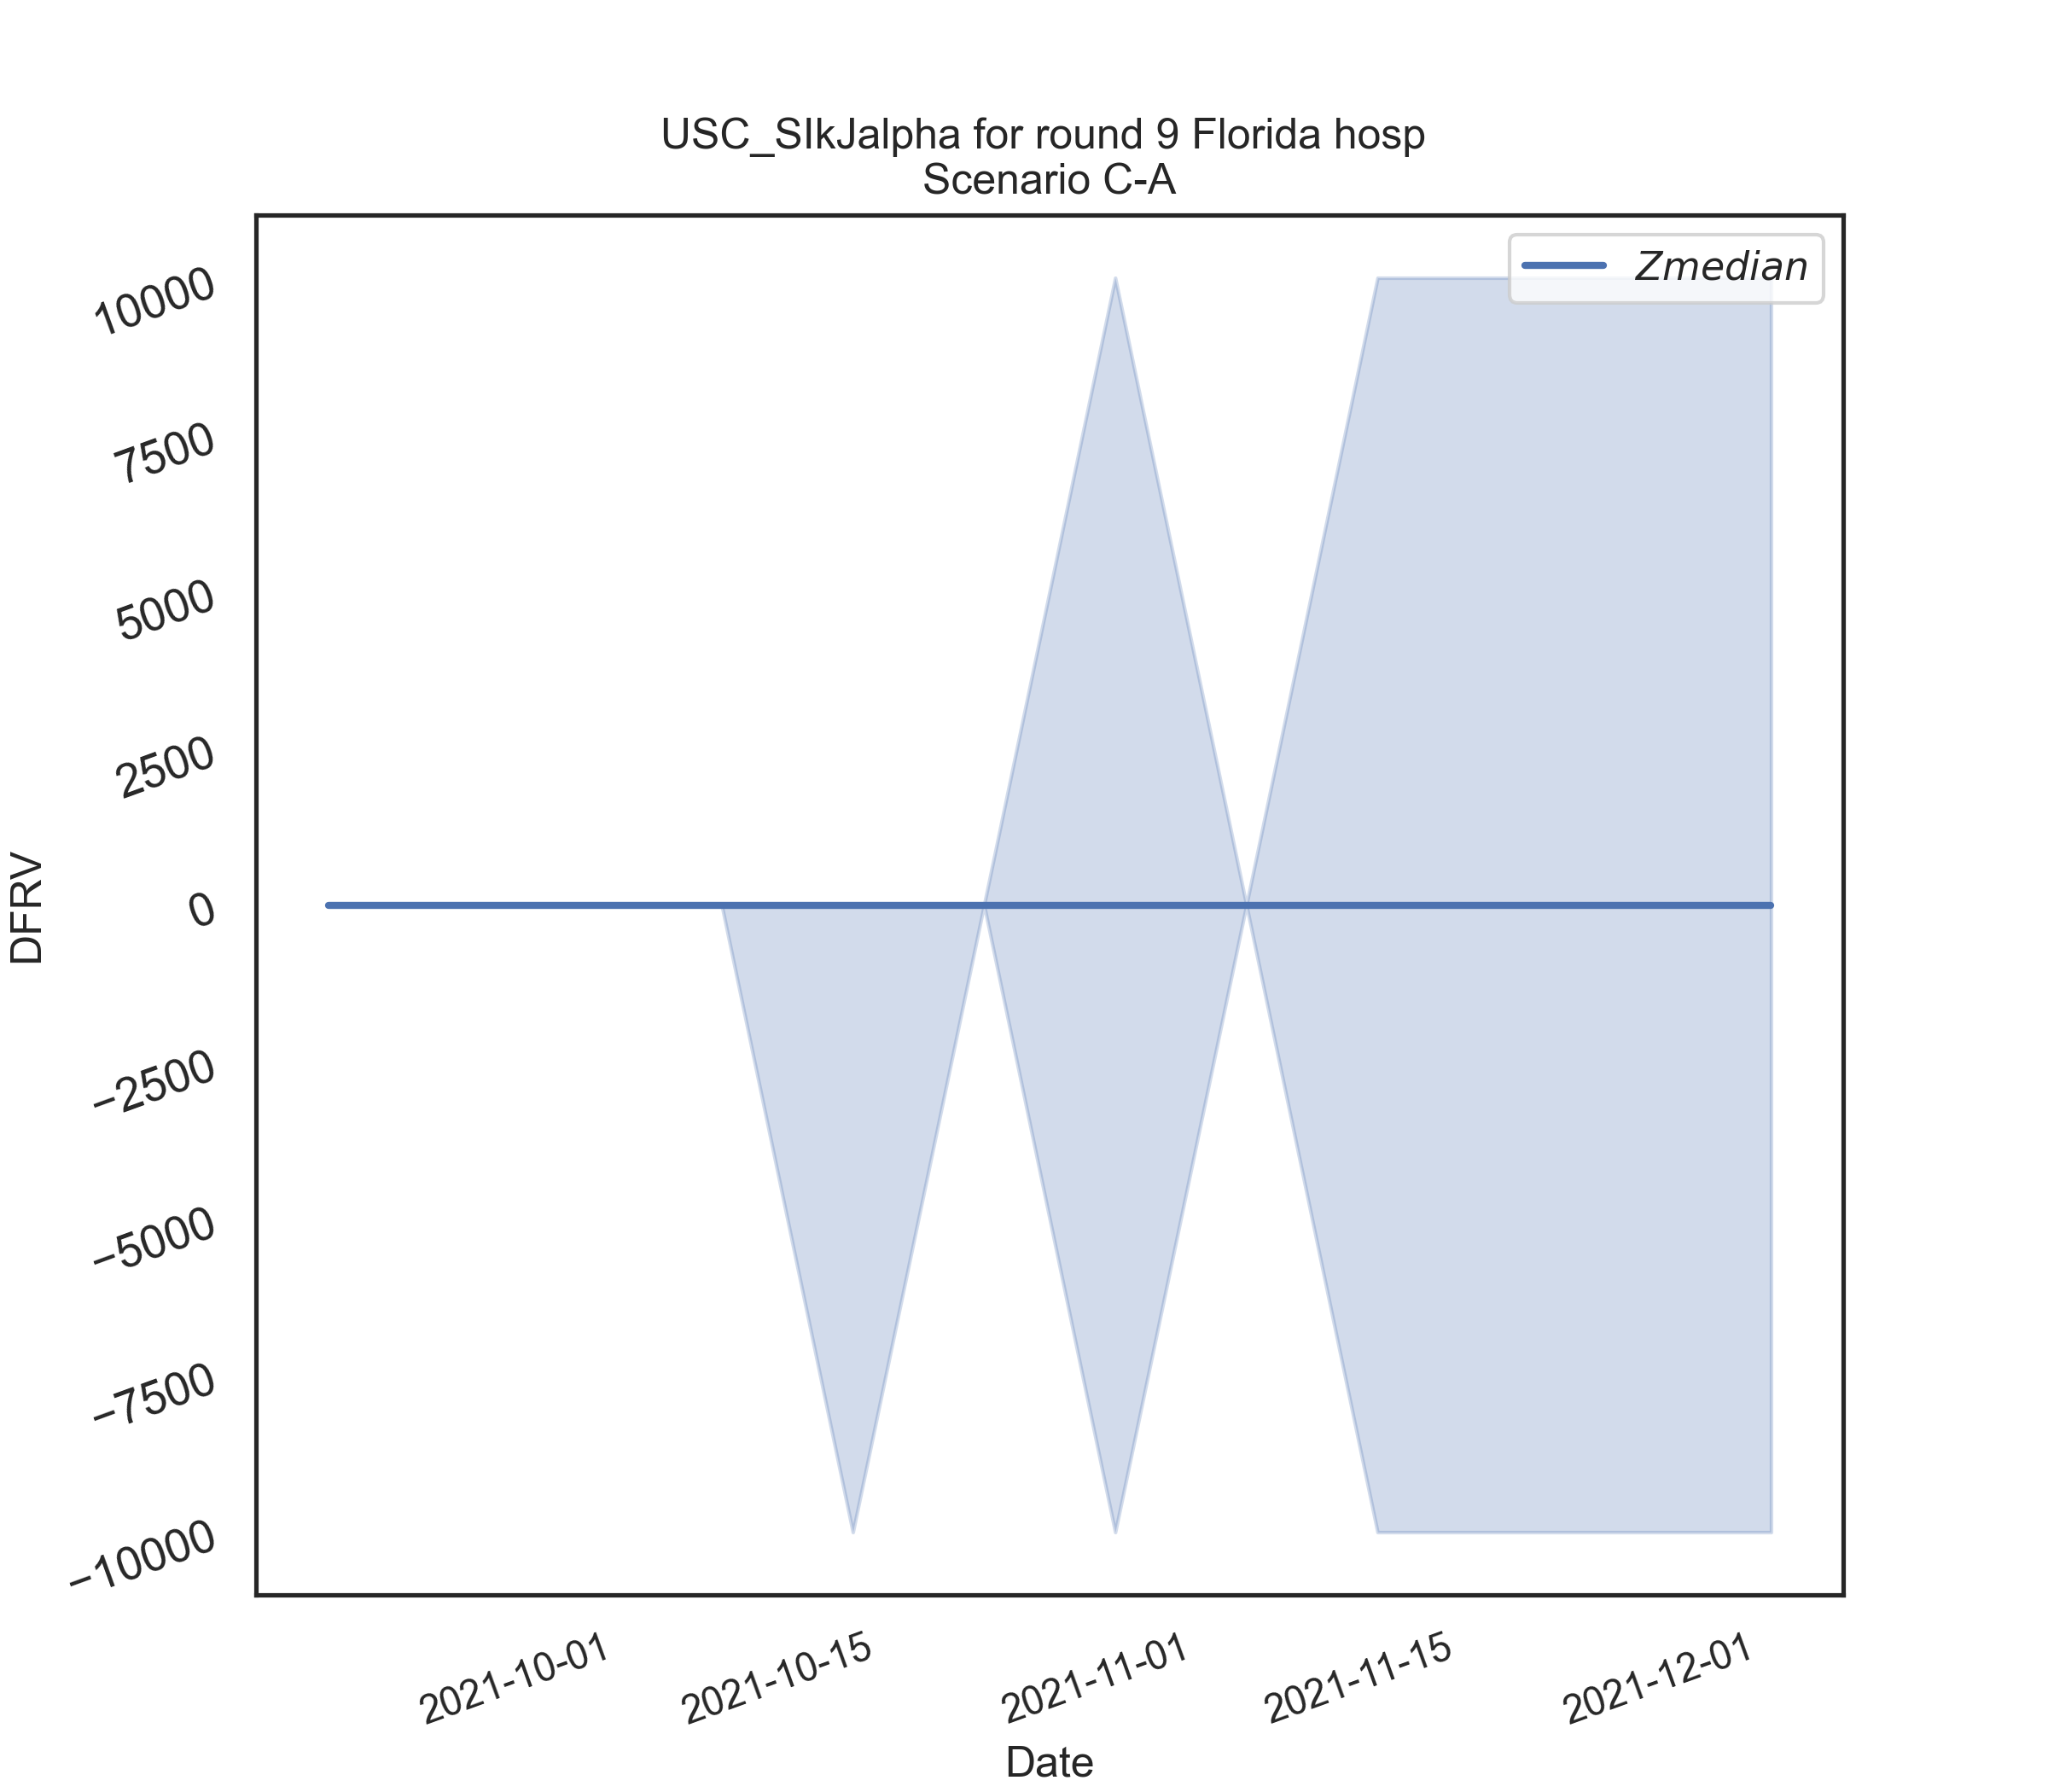 USC_SIkJalpha for round 9 Florida hosp
Scenario C-A
Zmedian
10000
7500
5000
2500
0
−2500
−5000
−7500
−10000
DFRV
2021-10-01
2021-10-15
2021-11-01
2021-11-15
2021-12-01
Date